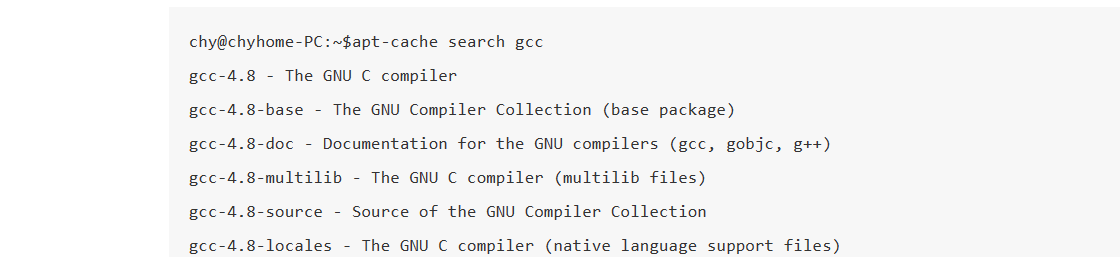 chy@chyhome-PC:~$apt-cache search gcc
gcc-4.8 - The GNU C compiler
gcc-4.8-base - The GNU Compiler Collection (base package)
gcc-4.8-doc - Documentation for the GNU compilers (gcc, gobjc, g++)
gcc-4.8-multilib - The GNU C compiler (multilib files)
gcc-4.8-source - Source of the GNU Compiler Collection
gcc-4.8-locales - The GNU C compiler (native language support files)